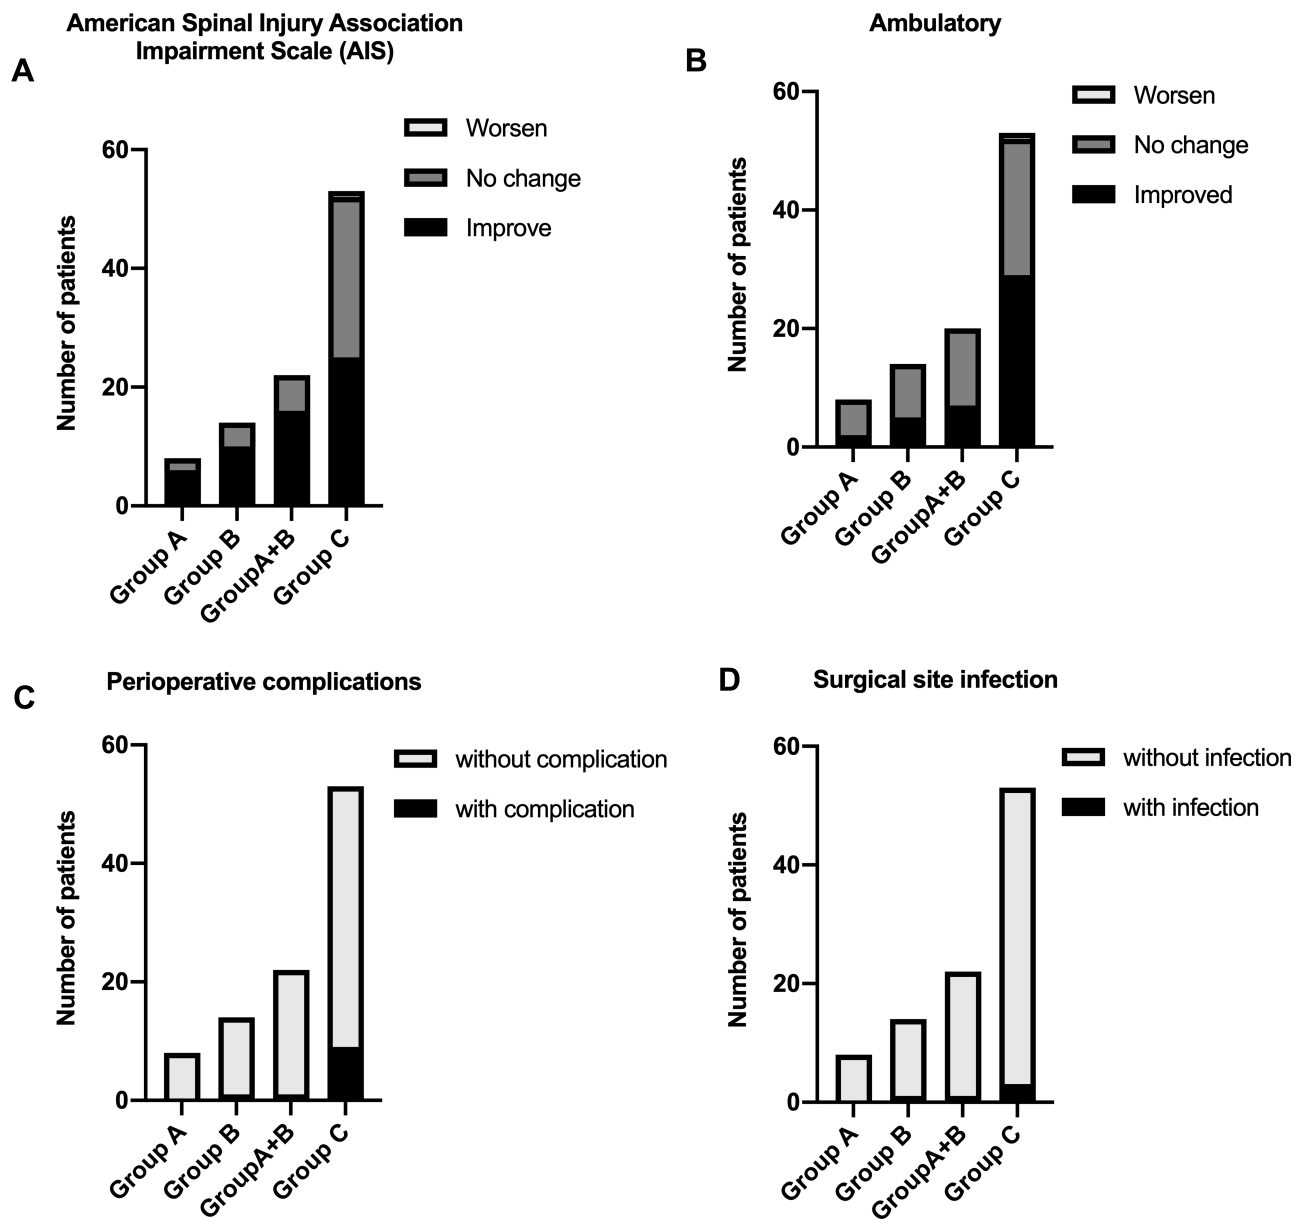 American Spinal Injury Association
Impairment Scale (AIS)
A
Number of patients
60
40
20
0
Group A
Group B
GroupA+B
Group C
Worsen
No change
Improve
Ambulatory
B
Number of patients
60
40
20
0
Group A
Group B
GroupA+B
Group C
Worsen
No change
Improved
Perioperative complications
C
Number of patients
60
40
20
0
Group A
Group B
GroupA+B
Group C
without complication
with complication
Surgical site infection
D
Number of patients
60
40
20
0
Group A
Group B
GroupA+B
Group C
without infection
with infection